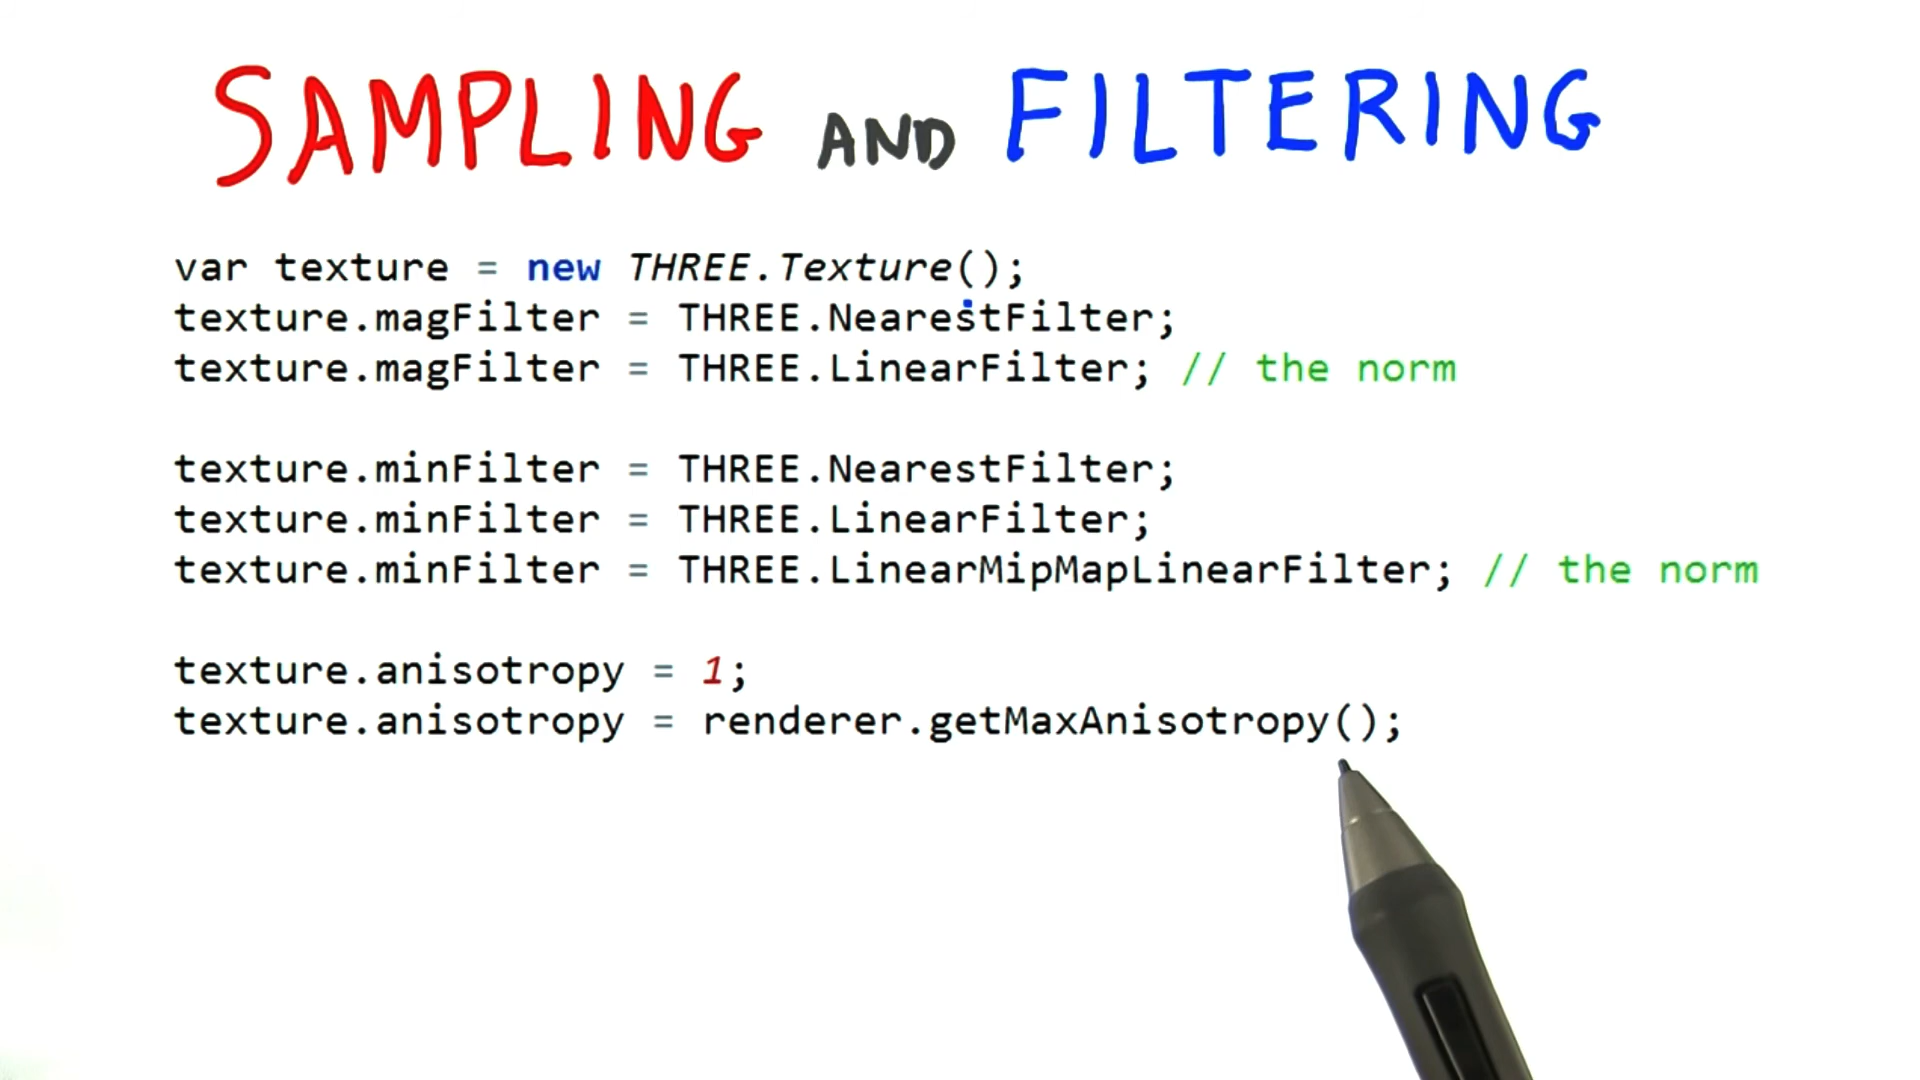 SAMPLING AND FILTERING
var texture = new THREE.Texture();
texture.magFilter = THREE.NearestFilter;
texture.magFilter = THREE.LinearFilter; // the norm
texture.minFilter = THREE.NearestFilter;
texture.minFilter = THREE.LinearFilter;
texture.minFilter = THREE.LinearMipMapLinearFilter; // the norm
texture.anisotropy = 1;
texture.anisotropy = renderer.getMaxAnisotropy();